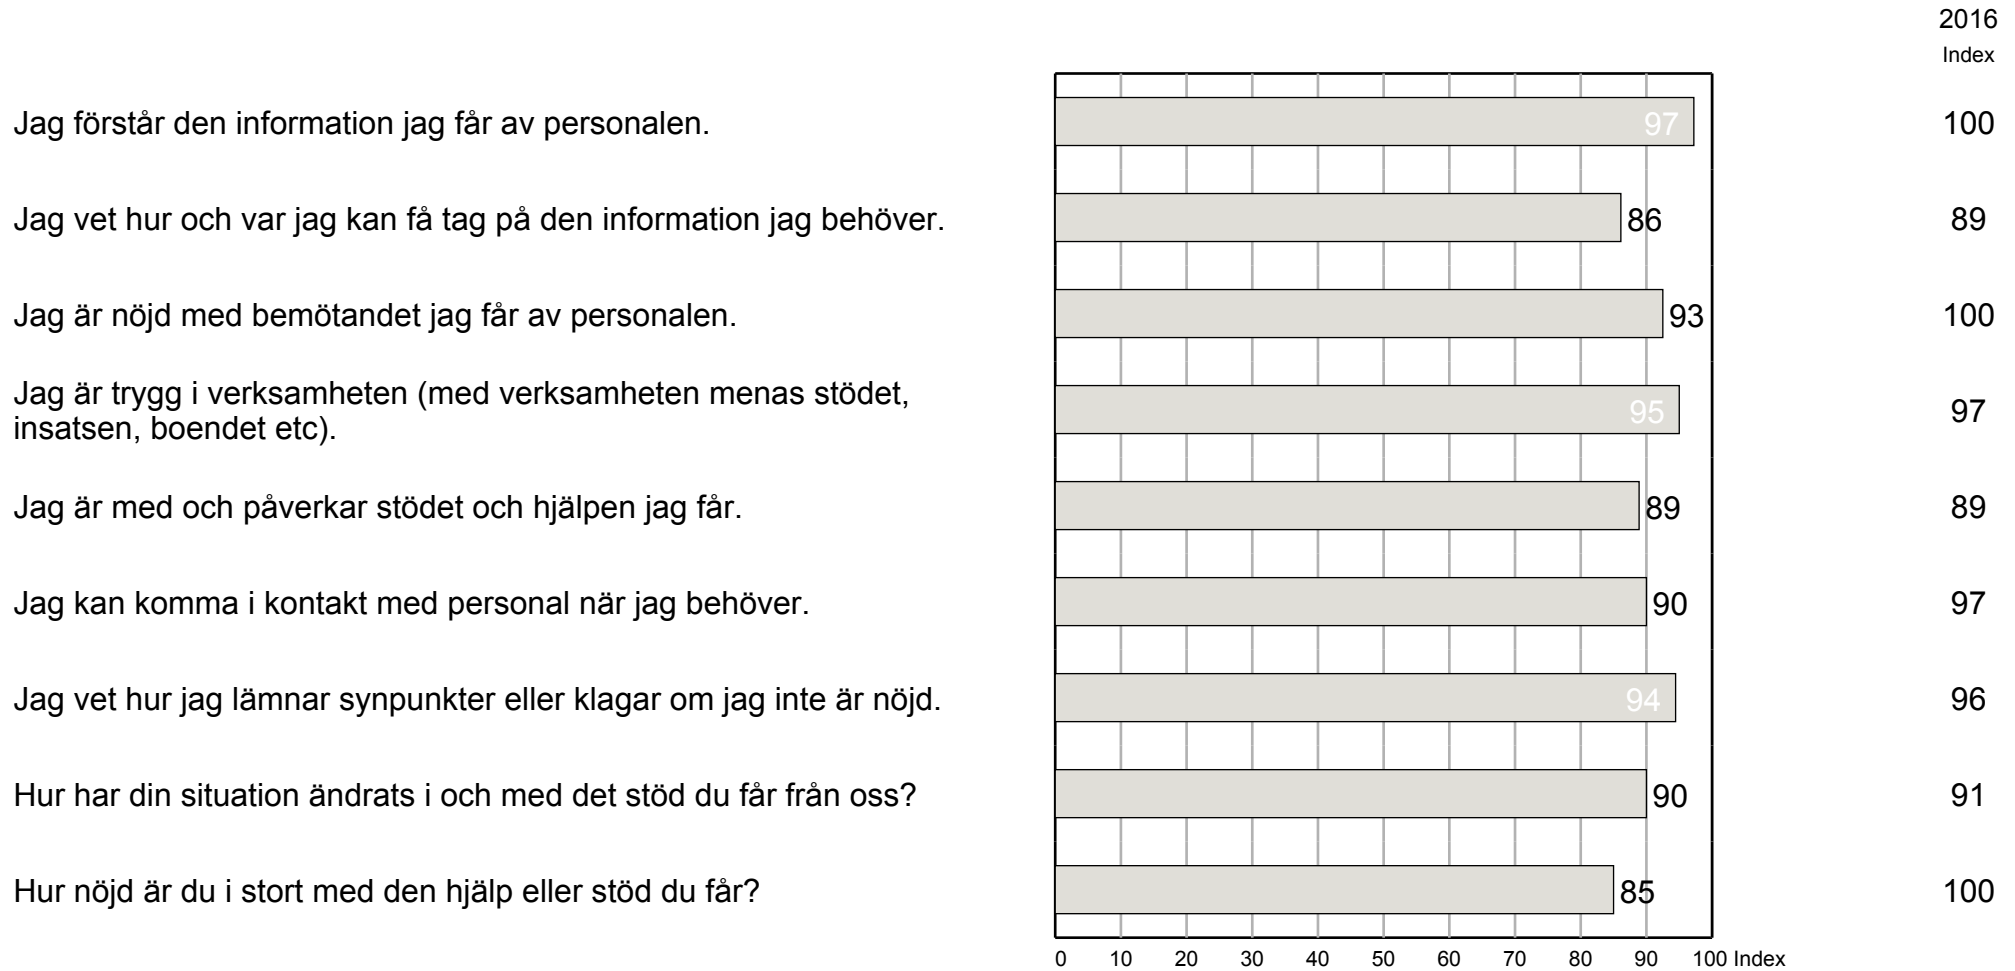 2016
Index
Jag förstår den information jag får av personalen. 97 100
Jag vet hur och var jag kan få tag på den information jag behöver. 86 89
Jag är nöjd med bemötandet jag får av personalen. 93 100
Jag är trygg i verksamheten (med verksamheten menas stödet,
insatsen, boendet etc). 95 97
Jag är med och påverkar stödet och hjälpen jag får. 89 89
Jag kan komma i kontakt med personal när jag behöver. 90 97
Jag vet hur jag lämnar synpunkter eller klagar om jag inte är nöjd. 94 96
Hur har din situation ändrats i och med det stöd du får från oss? 90 91
Hur nöjd är du i stort med den hjälp eller stöd du får? 85 100
0 10 20 30 40 50 60 70 80 90 100 Index